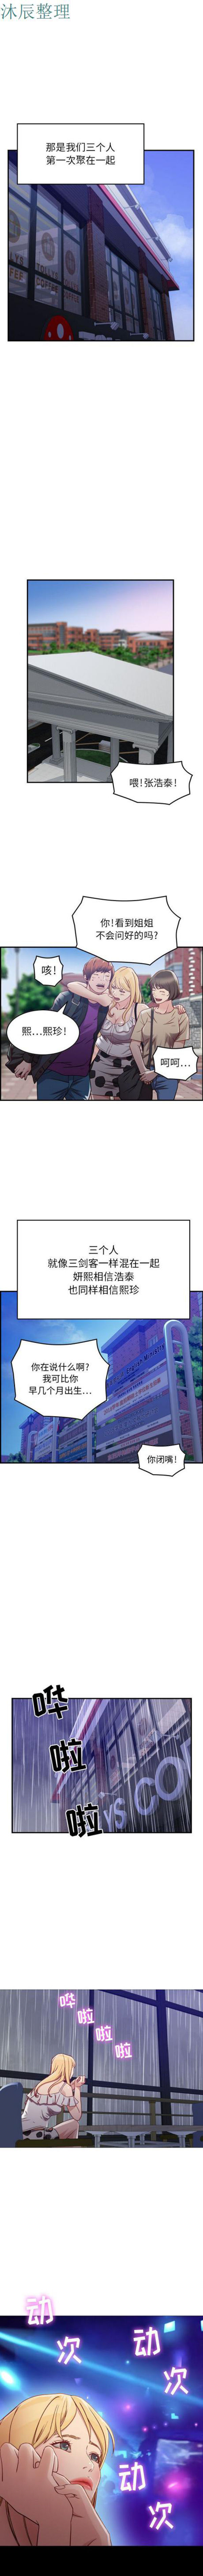 沐辰整理
那是我们三个人
第一次聚在一起
喂!张浩泰!
你!看到姐姐
不会问好的吗?
咳!
熙...熙珍!
呵呵...
三个人
就像三剑客一样混在一起
妍熙相信浩泰
也同样相信熙珍
你在说什么啊?
我可比你
早几个月出生...
你闭嘴!
哗
啦
啦
VS CO
哗
啦
啦
啦
动
次
动
次
动
次